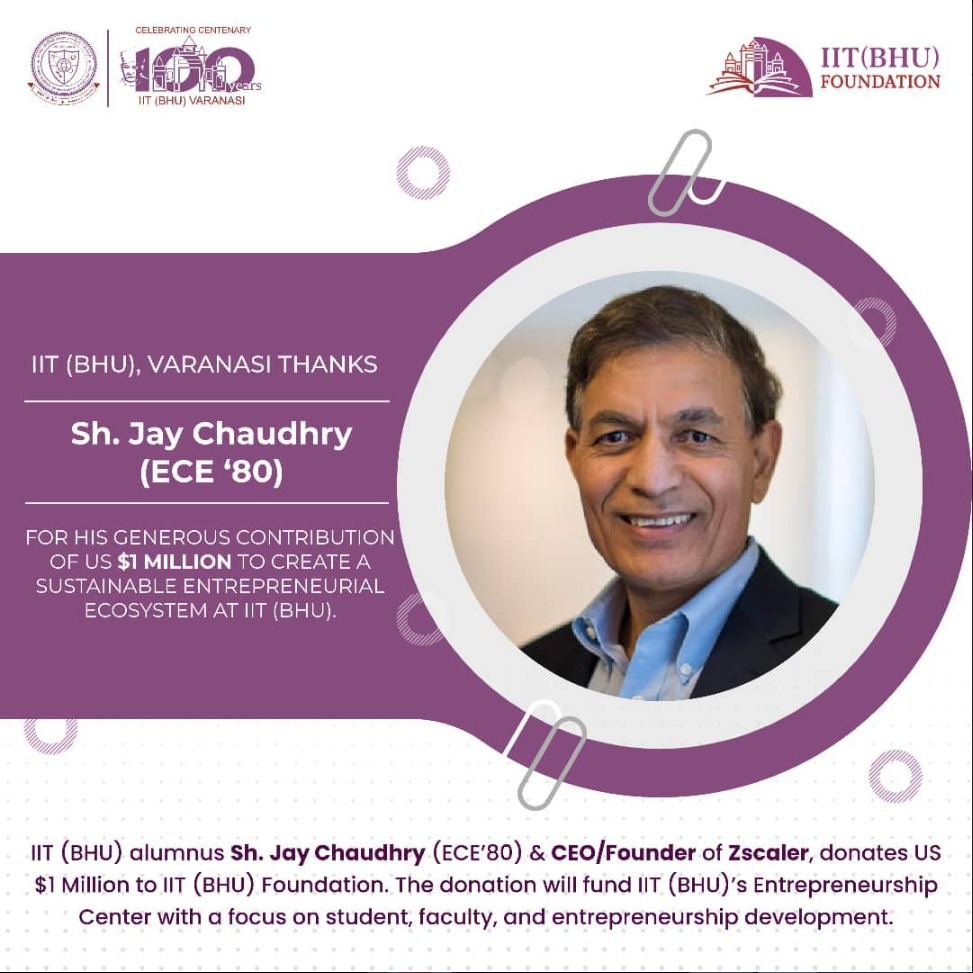 CELEBRATING CENTENARY
100
years
IIT (BHU) VARANASI
IIT(BHU)
FOUNDATION
IIT (BHU), VARANASI THANKS
Sh. Jay Chaudhry
(ECE ‘80)
FOR HIS GENEROUS CONTRIBUTION
OF US $1 MILLION TO CREATE A
SUSTAINABLE ENTREPRENEURIAL
ECOSYSTEM AT IIT (BHU).
IIT (BHU) alumnus Sh. Jay Chaudhry (ECE’80) & CEO/Founder of Zscaler, donates US
$1 Million to IIT (BHU) Foundation. The donation will fund IIT (BHU)’s Entrepreneurship
Center with a focus on student, faculty, and entrepreneurship development.